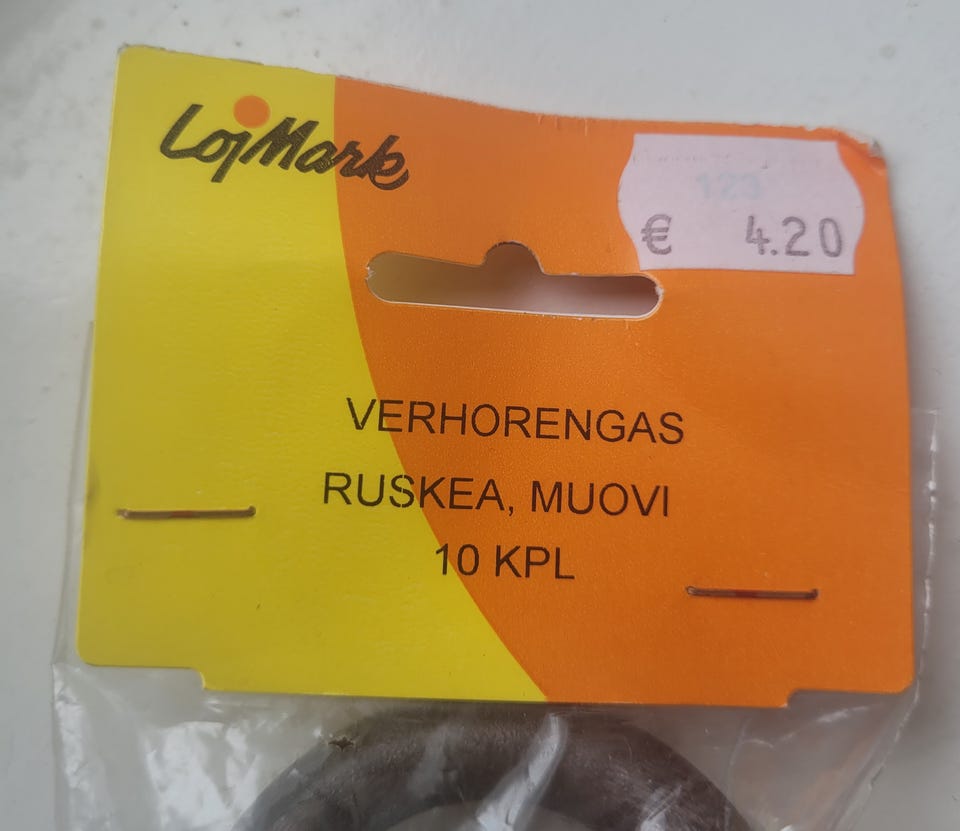 LojMark
€ 4.20
VERHORENGAS
RUSKEA, MUOVI
10 KPL